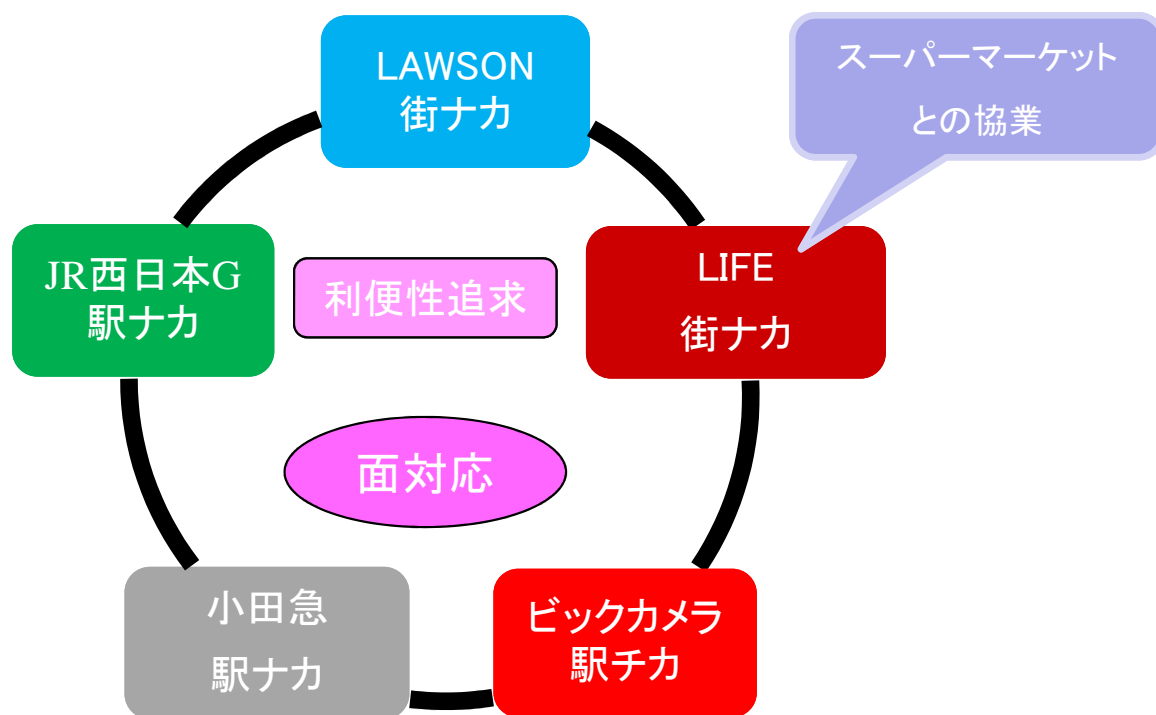 LAWSON
街ナカ
スーパーマーケット
との協業
JR西日本G
駅ナカ
利便性追求
LIFE
街ナカ
面対応
小田急
駅ナカ
ビックカメラ
駅チカ